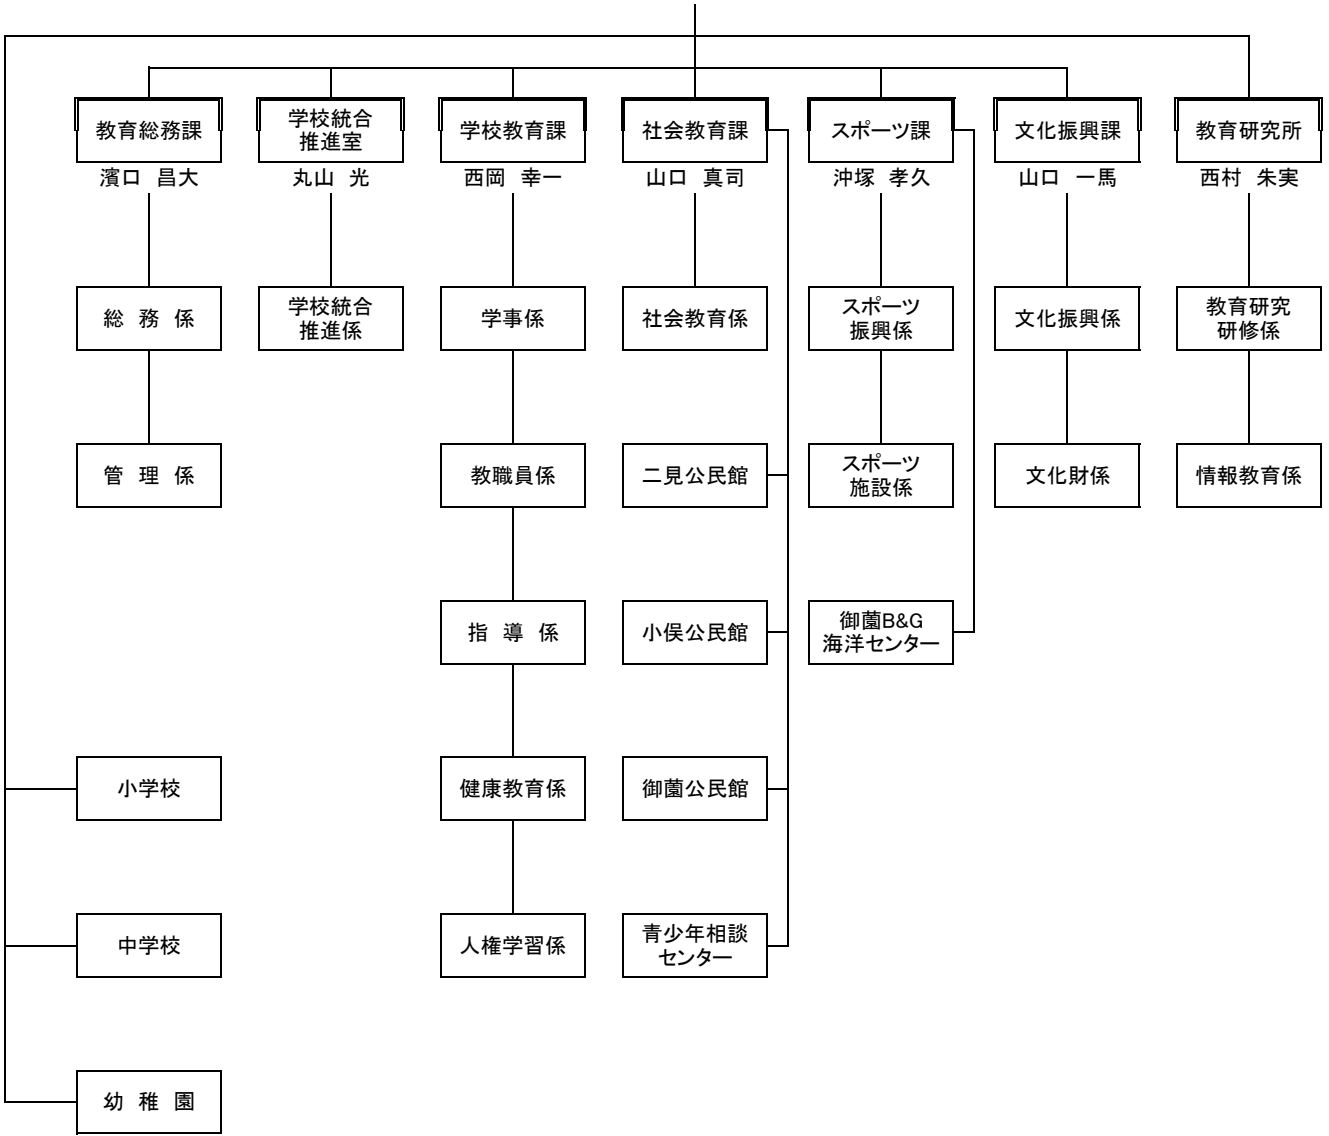 教育総務課
学校統合
推進室
学校教育課
社会教育課
スポーツ課
文化振興課
教育研究所
濱口　昌大
丸山　光
西岡　幸一
山口　真司
沖塚　孝久
山口　一馬
西村　朱実
総　務　係
学校統合
推進係
学事係
社会教育係
スポーツ
振興係
文化振興係
教育研究
研修係
管　理　係
教職員係
二見公民館
スポーツ
施設係
文化財係
情報教育係
指　導　係
小俣公民館
御薗B&G
海洋センター
小学校
健康教育係
御薗公民館
中学校
人権学習係
青少年相談
センター
幼　稚　園